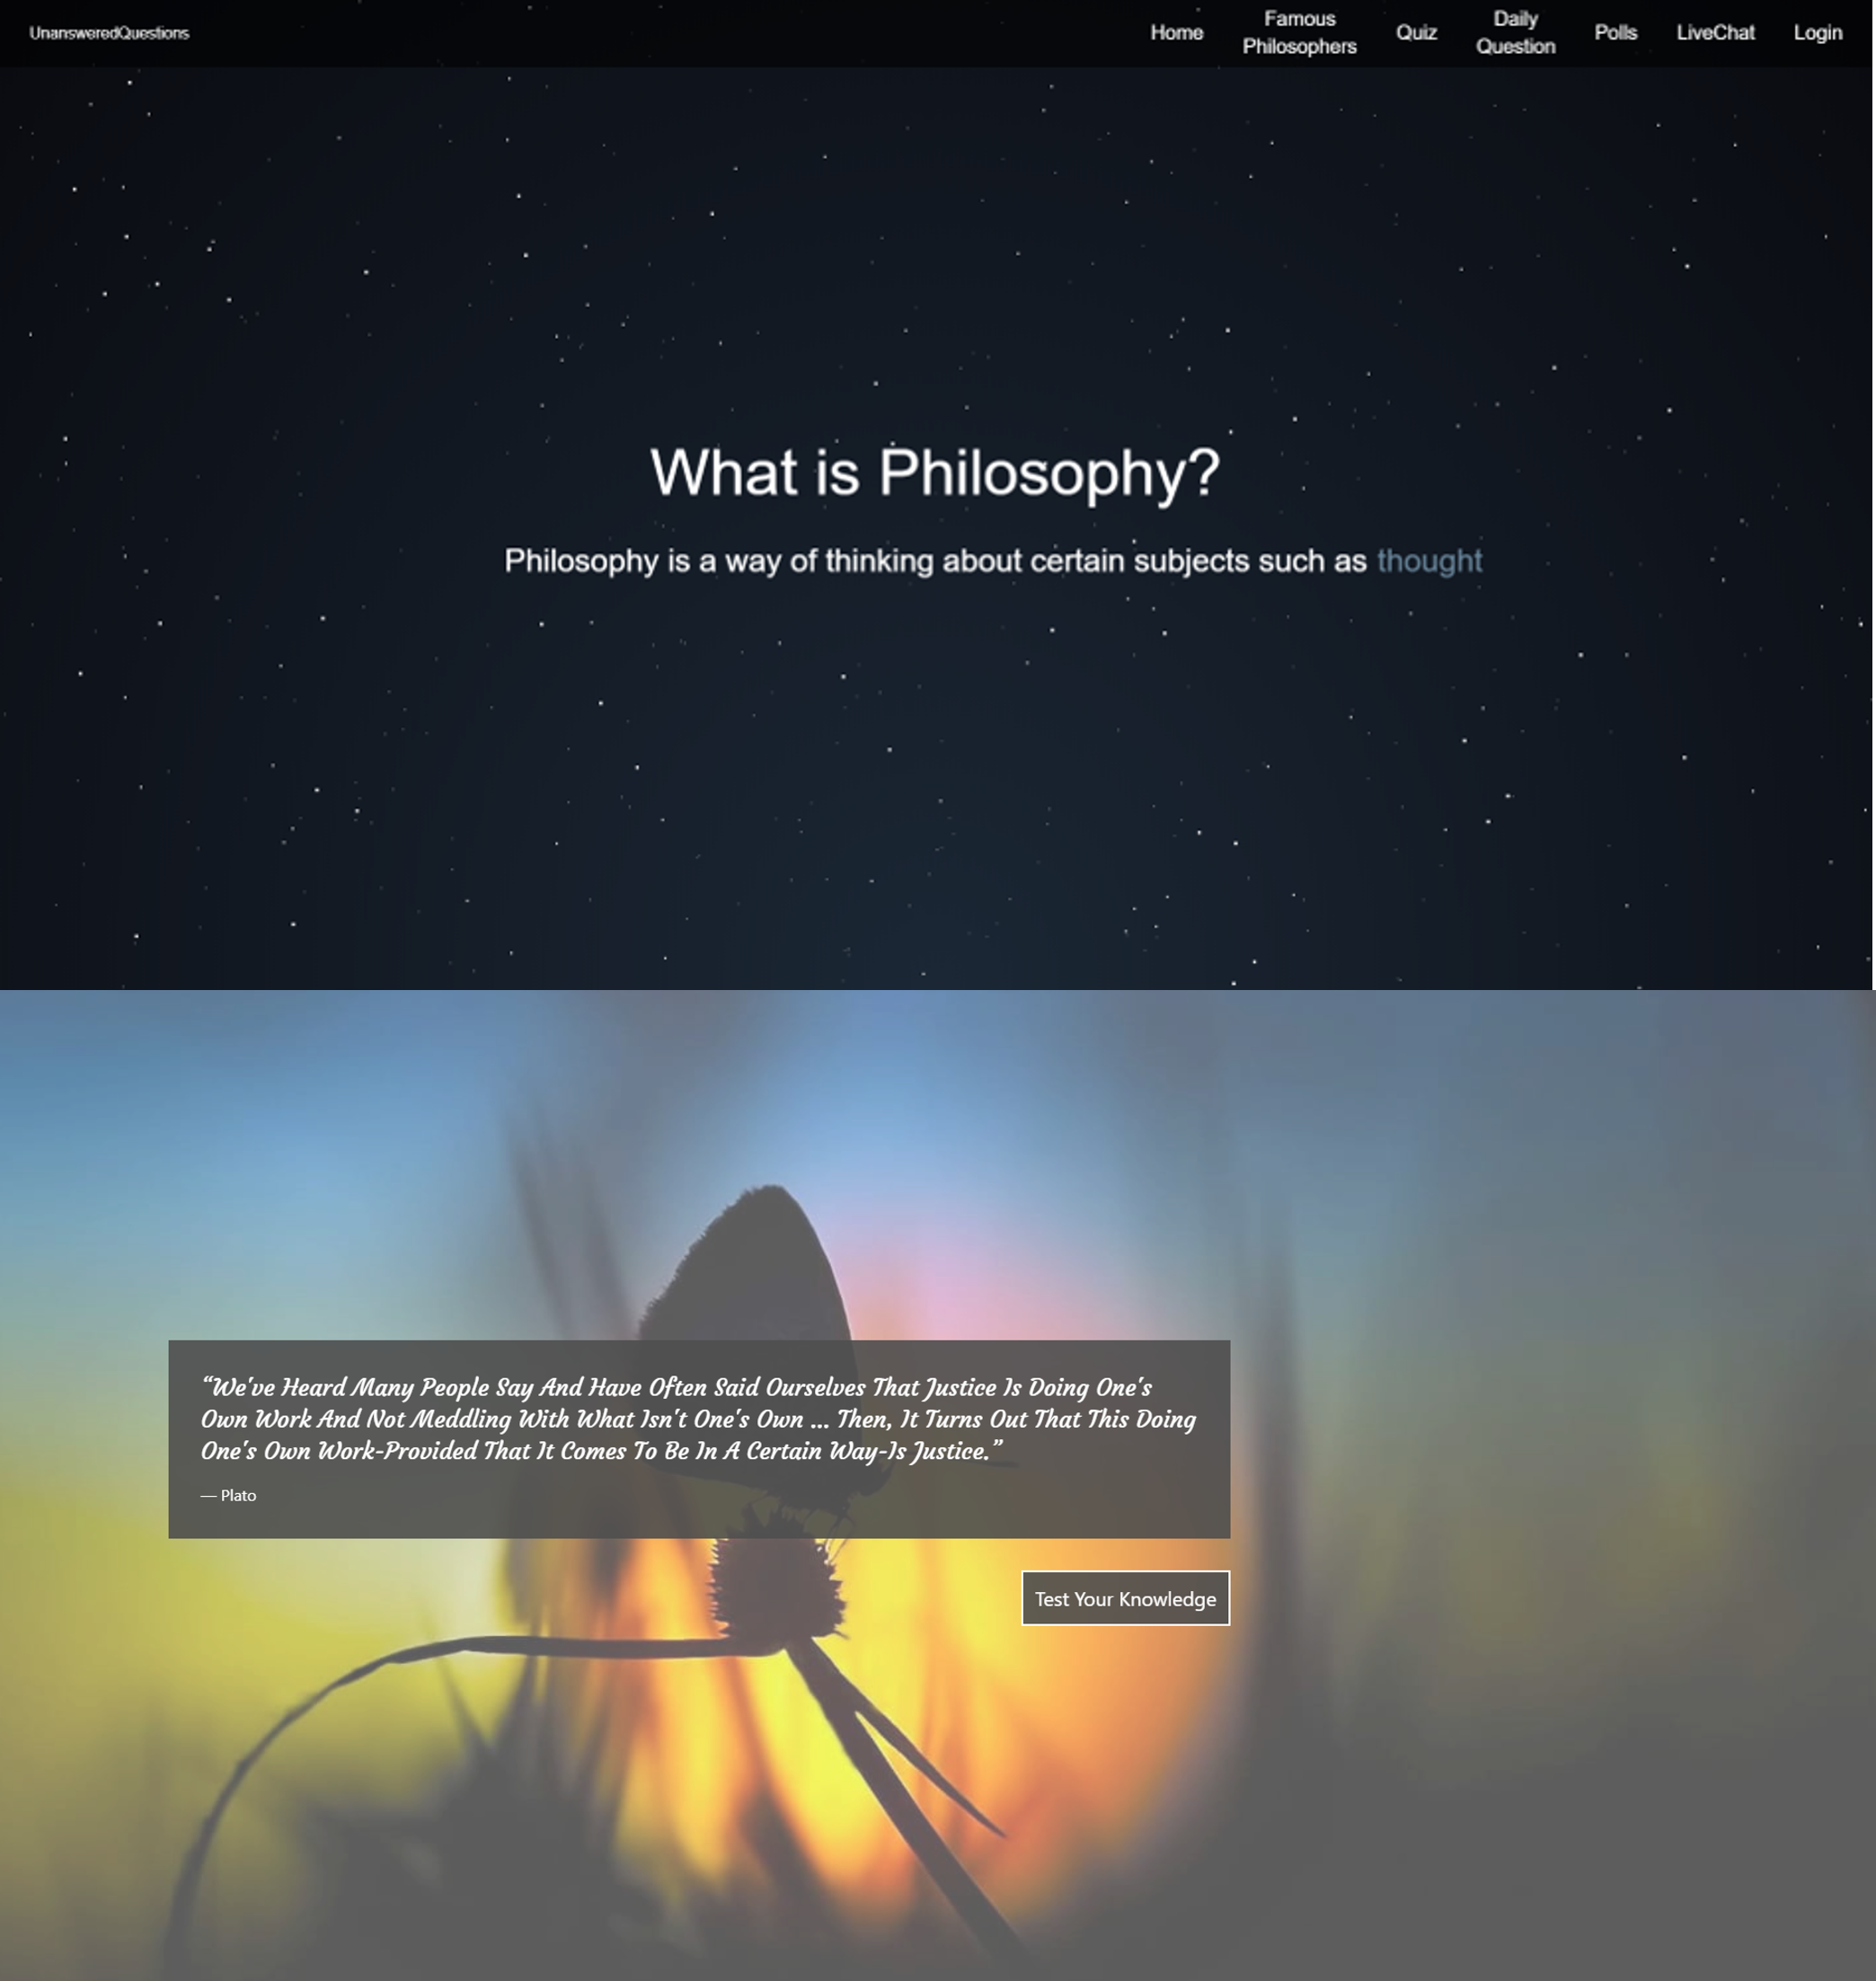 UnansweredQuestions
Home
Famous
Philosophers
Quiz
Daily
Question
Polls
LiveChat
Login
What is Philosophy?
Philosophy is a way of thinking about certain subjects such as thought
“We've Heard Many People Say And Have Often Said Ourselves That Justice Is Doing One's
Own Work And Not Meddling With What Isn't One's Own ... Then, It Turns Out That This Doing
One's Own Work-Provided That It Comes To Be In A Certain Way-Is Justice.”
— Plato
Test Your Knowledge